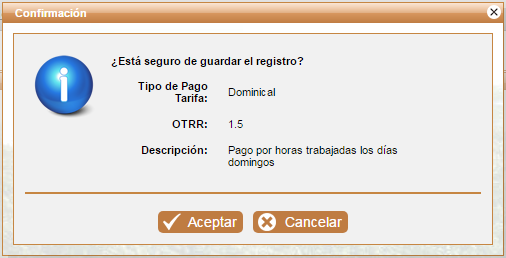 Confirmación
¿Está seguro de guardar el registro?
Tipo de Pago
Tarifa: Dominical
OTRR: 1.5
Descripción: Pago por horas trabajadas los días
domingos
Aceptar Cancelar